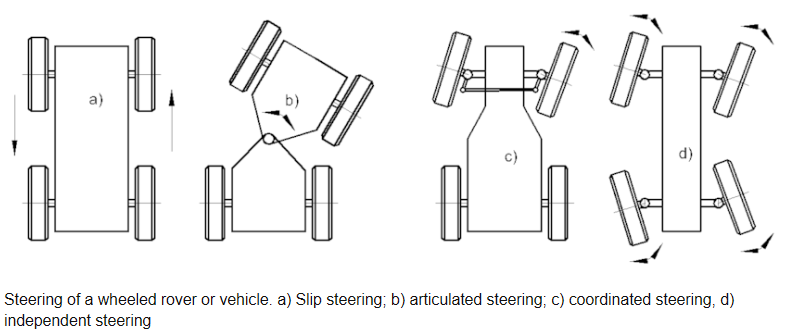 a)
b)
c)
d)
Steering of a wheeled rover or vehicle. a) Slip steering; b) articulated steering; c) coordinated steering, d)
independent steering